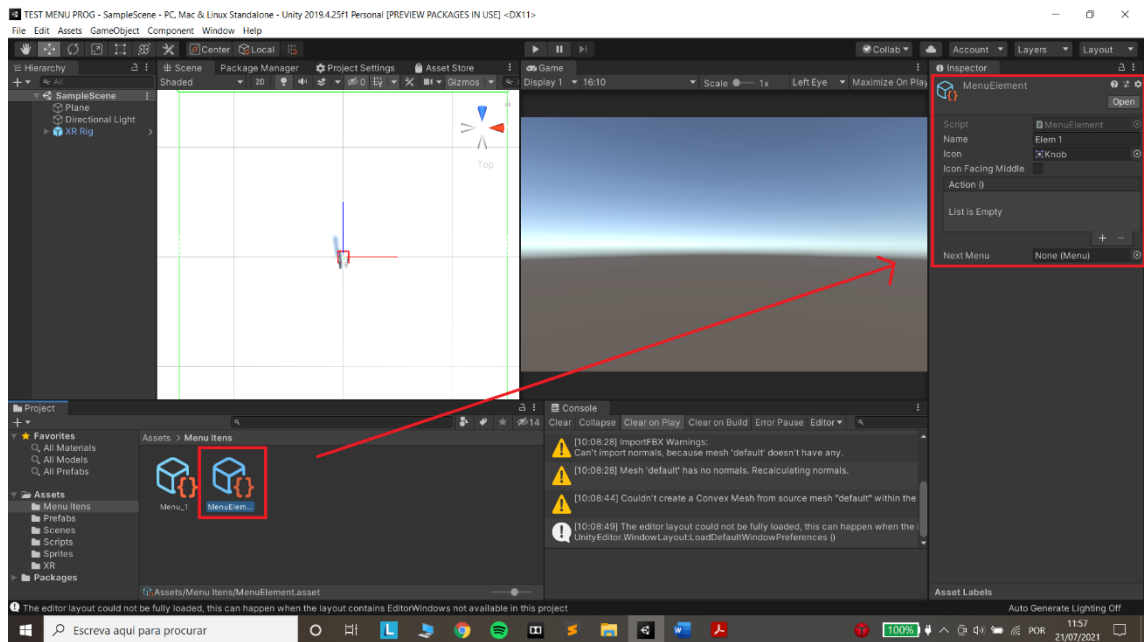 TEST MENU PROG - SampleScene - PC, Mac & Linux Standalone - Unity 2019.4.25f1 Personal [PREVIEW PACKAGES IN USE] <DX11>
File Edit Assets GameObject Component Window Help
Center Local
Collab Account Layers Layout
Hierarchy
All
SampleScene
Plane
Directional Light
XR Rig
Scene Package Manager Project Settings Asset Store
Shaded 2D 0 Gizmos
Top
Game
Display 1 16:10 Scale 1x Left Eye Maximize On Play
Inspector
MenuElement
Open
Script MenuElement
Name Elem 1
Icon Knob
Icon Facing Middle
Action ()
List is Empty
+ -
Next Menu None (Menu)
Project
14
Favorites
All Materials
All Models
All Prefabs
Assets
Menu Itens
Prefabs
Scenes
Scripts
Sprites
XR
Packages
Assets > Menu Itens
Menu_1 MenuElem...
Assets/Menu Itens/MenuElement.asset
Console
Clear Collapse Clear on Play Clear on Build Error Pause Editor
[10:08:28] ImportFBX Warnings:
Can't import normals, because mesh 'default' doesn't have any.
[10:08:28] Mesh 'default' has no normals. Recalculating normals.
[10:08:44] Couldn't create a Convex Mesh from source mesh "default" within the
[10:08:49] The editor layout could not be fully loaded, this can happen when the
UnityEditor.WindowLayout:LoadDefaultWindowPreferences ()
Asset Labels
The editor layout could not be fully loaded, this can happen when the layout contains EditorWindows not available in this project
Auto Generate Lighting Off
Escreva aqui para procurar
100%
POR
11:57
21/07/2021